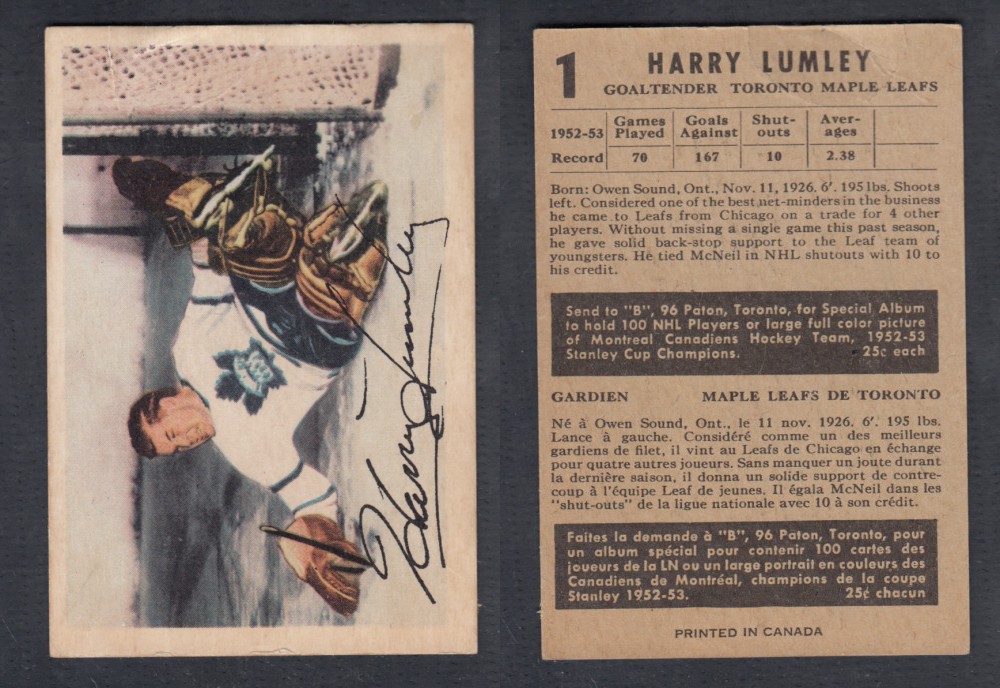 Harry Lumley
1 HARRY LUMLEY
GOALTENDER TORONTO MAPLE LEAFS
1952-53 Games Played Goals Against Shut-outs Aver-ages
Record 70 167 10 2.38
Born: Owen Sound, Ont., Nov. 11, 1926. 6'. 195 lbs. Shoots
left. Considered one of the best net-minders in the business
he came to Leafs from Chicago on a trade for 4 other
players. Without missing a single game this past season,
he gave solid back-stop support to the Leaf team of
youngsters. He tied McNeil in NHL shutouts with 10 to
his credit.
Send to "B", 96 Paton, Toronto, for Special Album
to hold 100 NHL Players or large full color picture
of Montreal Canadiens Hockey Team, 1952-53
Stanley Cup Champions. 25¢ each
GARDIEN MAPLE LEAFS DE TORONTO
Né à Owen Sound, Ont., le 11 nov. 1926. 6'. 195 lbs.
Lance à gauche. Considéré comme un des meilleurs
gardiens de filet, il vint au Leafs de Chicago en échange
pour quatre autres joueurs. Sans manquer un joute durant
la dernière saison, il donna un solide support de contre-
coup à l'équipe Leaf de jeunes. Il égala McNeil dans les
"shut-outs" de la ligue nationale avec 10 à son crédit.
Faites la demande à "B", 96 Paton, Toronto, pour
un album spécial pour contenir 100 cartes des
joueurs de la LN ou un large portrait en couleurs des
Canadiens de Montréal, champions de la coupe
Stanley 1952-53. 25¢ chacun
PRINTED IN CANADA